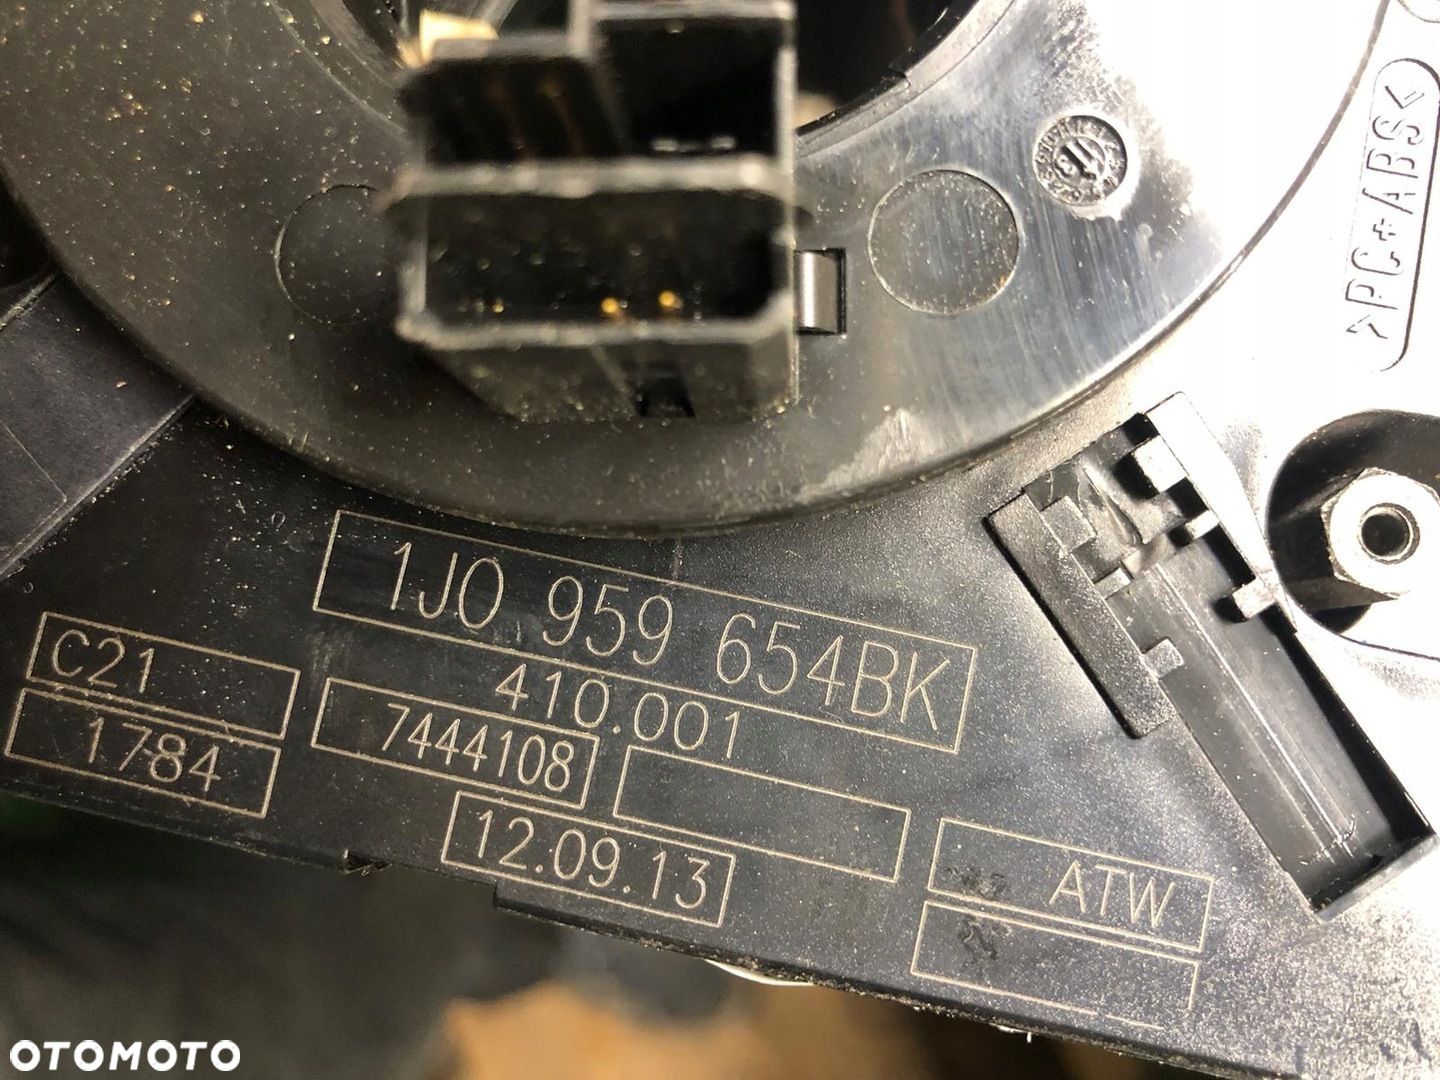 >PC+ABS<
1J0 959 654BK
410.001
C21
1784
7444108
12.09.13
ATW
OTOMOTO